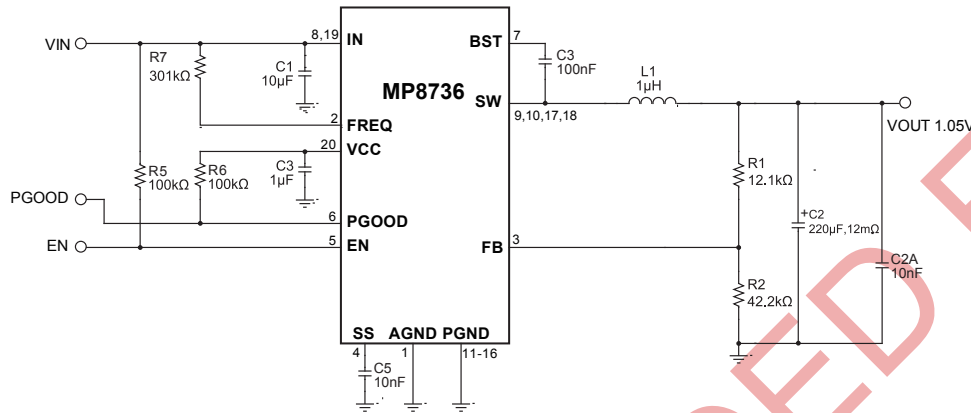 VIN
R7
301kΩ
8,19
IN
C1
10µF
MP8736
BST
7
C3
100nF
SW
9,10,17,18
L1
1µH
VOUT 1.05V
2
FREQ
20
VCC
R5
100kΩ
R6
100kΩ
C3
1µF
PGOOD
6
PGOOD
EN
5
EN
FB
3
R1
12.1kΩ
+C2
220µF,12mΩ
C2A
10nF
R2
42.2kΩ
SS
AGND
PGND
4
1
11-16
C5
10nF